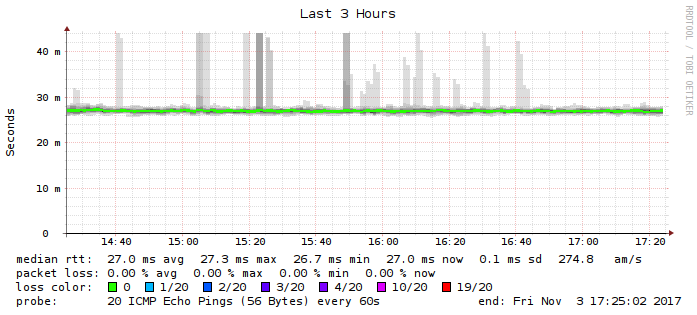 Last 3 Hours
RRDTOOL / TOBI OETIKER
Seconds
40 m
30 m
20 m
10 m
0
14:40 15:00 15:20 15:40 16:00 16:20 16:40 17:00 17:20
median rtt: 27.0 ms avg 27.3 ms max 26.7 ms min 27.0 ms now 0.1 ms sd 274.8 am/s
packet loss: 0.00 % avg 0.00 % max 0.00 % min 0.00 % now
loss color: 0 1/20 2/20 3/20 4/20 10/20 19/20
probe: 20 ICMP Echo Pings (56 Bytes) every 60s end: Fri Nov 3 17:25:02 2017